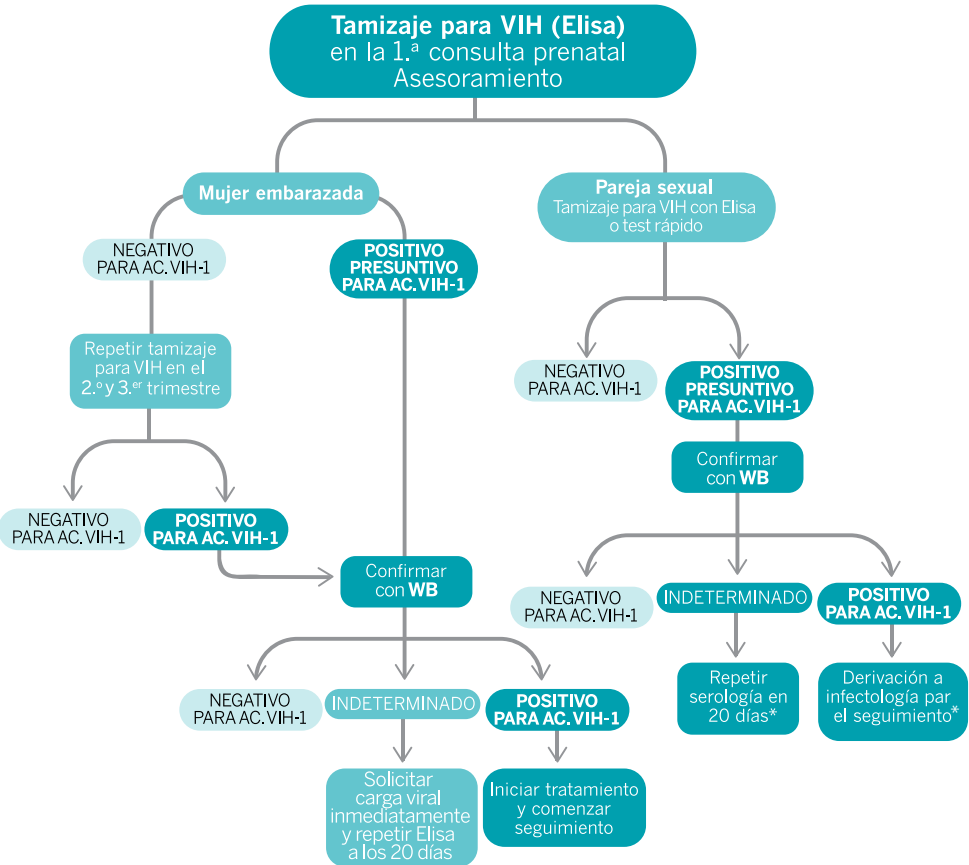 Tamizaje para VIH (Elisa)
en la 1.ª consulta prenatal
Asesoramiento
Mujer embarazada
Pareja sexual
Tamizaje para VIH con Elisa
o test rápido
NEGATIVO
PARA AC. VIH-1
POSITIVO
PRESUNTIVO
PARA AC. VIH-1
Repetir tamizaje
para VIH en el
2.º y 3.er trimestre
NEGATIVO
PARA AC. VIH-1
POSITIVO
PRESUNTIVO
PARA AC. VIH-1
Confirmar
con WB
NEGATIVO
PARA AC. VIH-1
POSITIVO
PARA AC. VIH-1
Confirmar
con WB
NEGATIVO
PARA AC. VIH-1
INDETERMINADO
POSITIVO
PARA AC. VIH-1
Repetir
serología en
20 días*
Derivación a
infectología par
el seguimiento*
NEGATIVO
PARA AC. VIH-1
INDETERMINADO
POSITIVO
PARA AC. VIH-1
Solicitar
carga viral
inmediatamente
y repetir Elisa
a los 20 días
Iniciar tratamiento
y comenzar
seguimiento